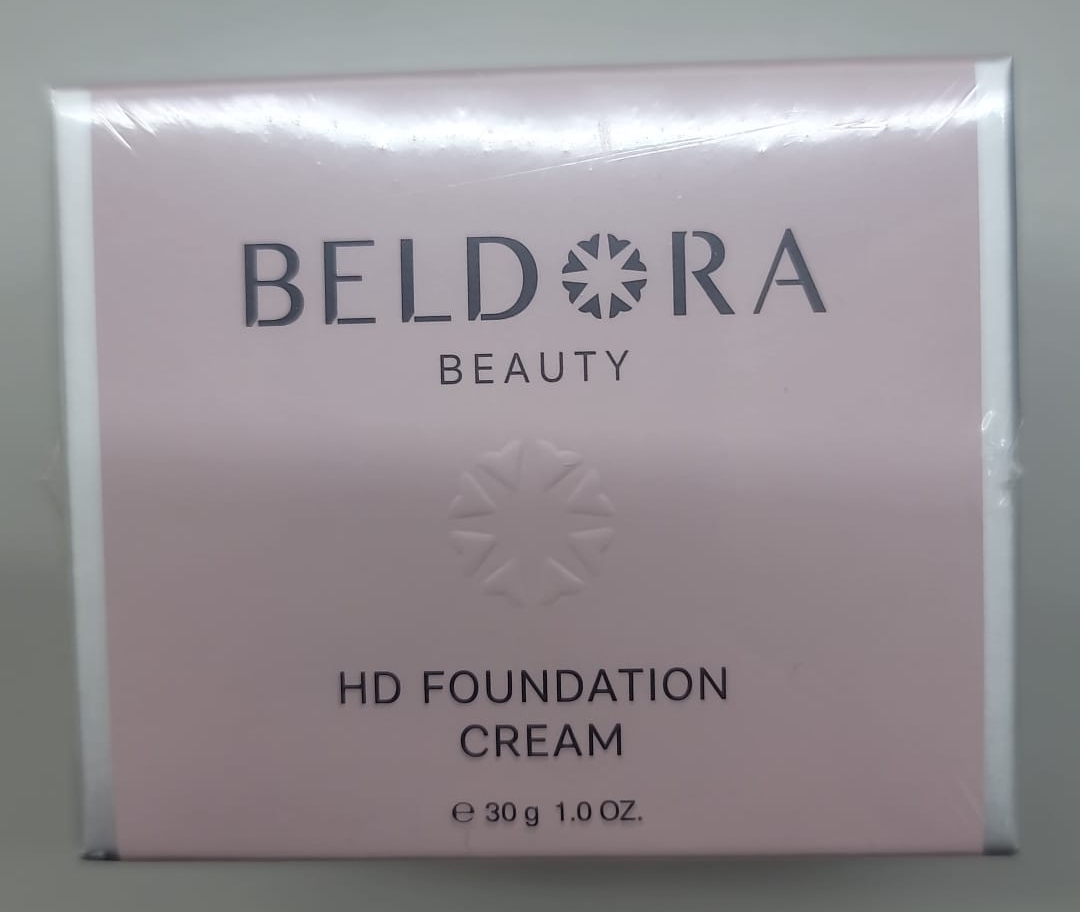 BELDORA
BEAUTY
HD FOUNDATION
CREAM
℮ 30 g 1.0 OZ.